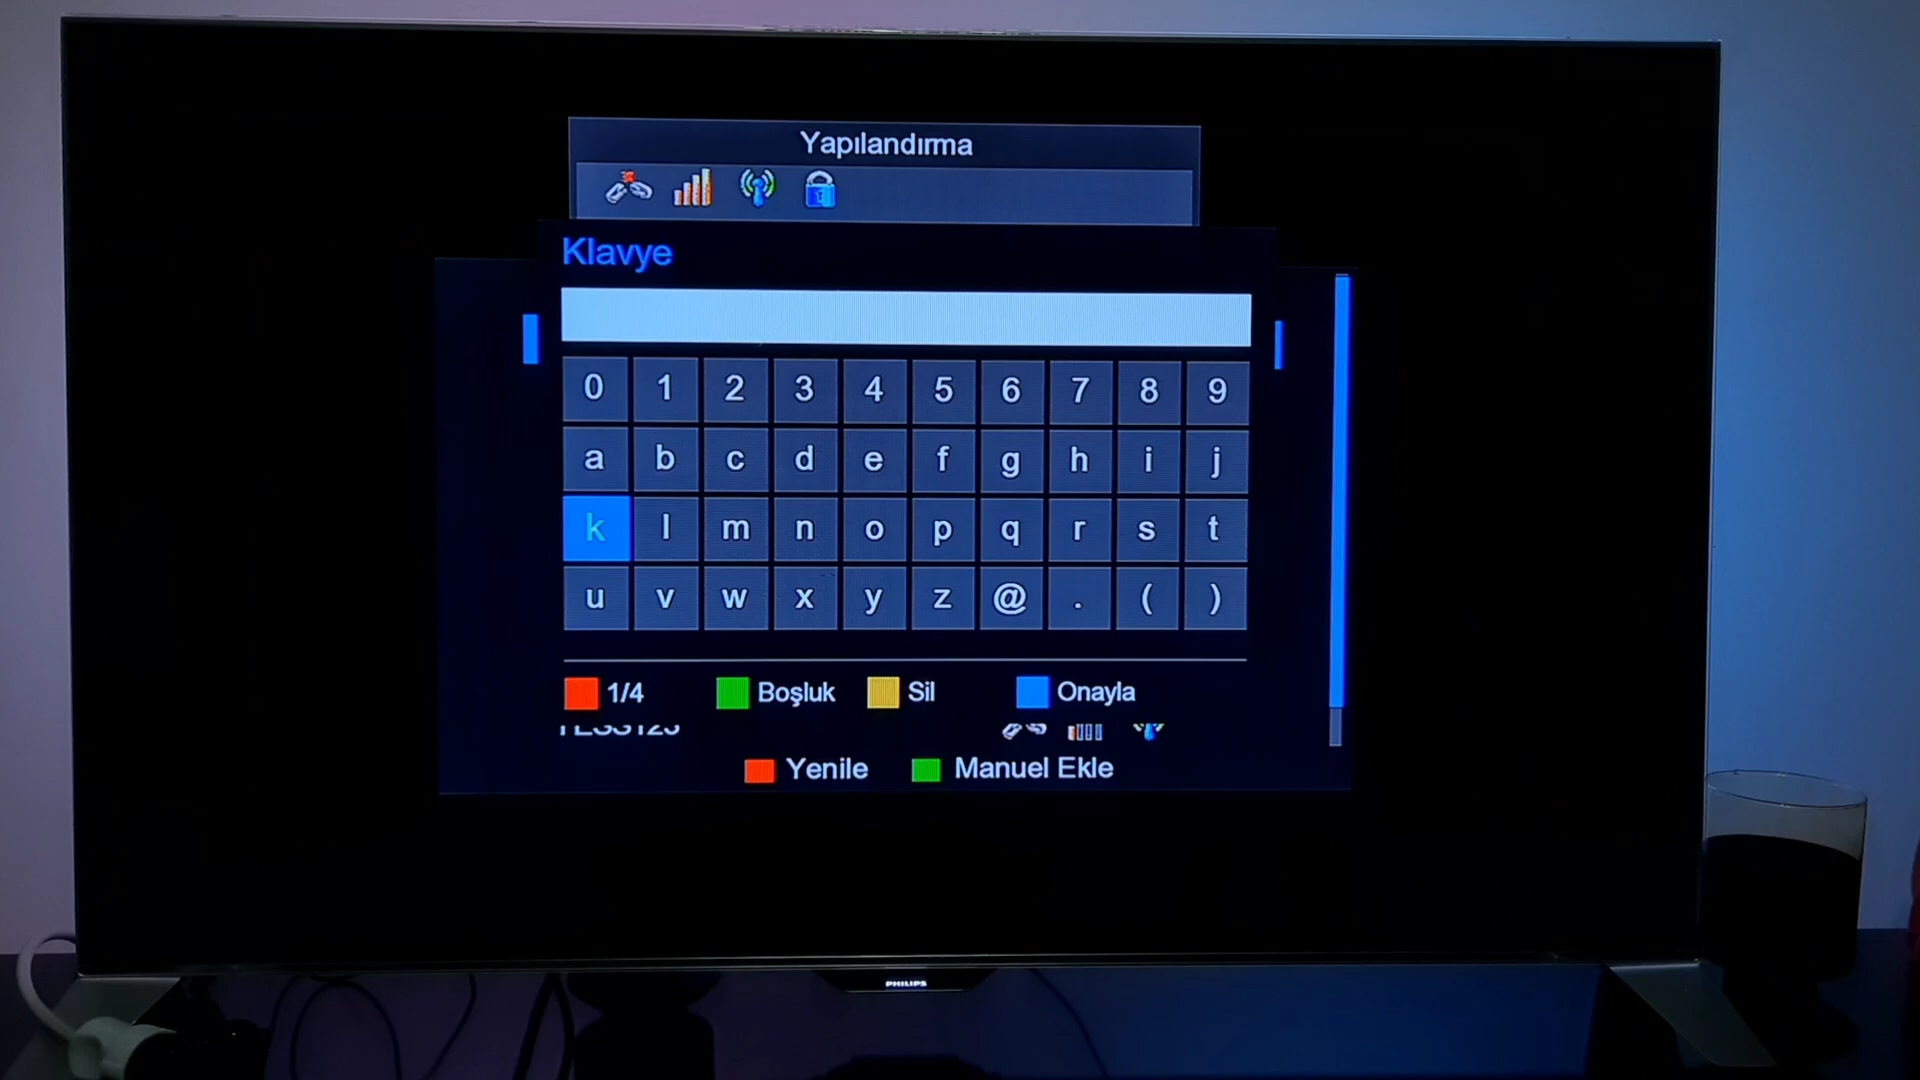 Yapılandırma
Klavye
0 1 2 3 4 5 6 7 8 9
a b c d e f g h i j
k l m n o p q r s t
u v w x y z @ . ( )
1/4 Boşluk Sil Onayla
Yenile Manuel Ekle
PHILIPS